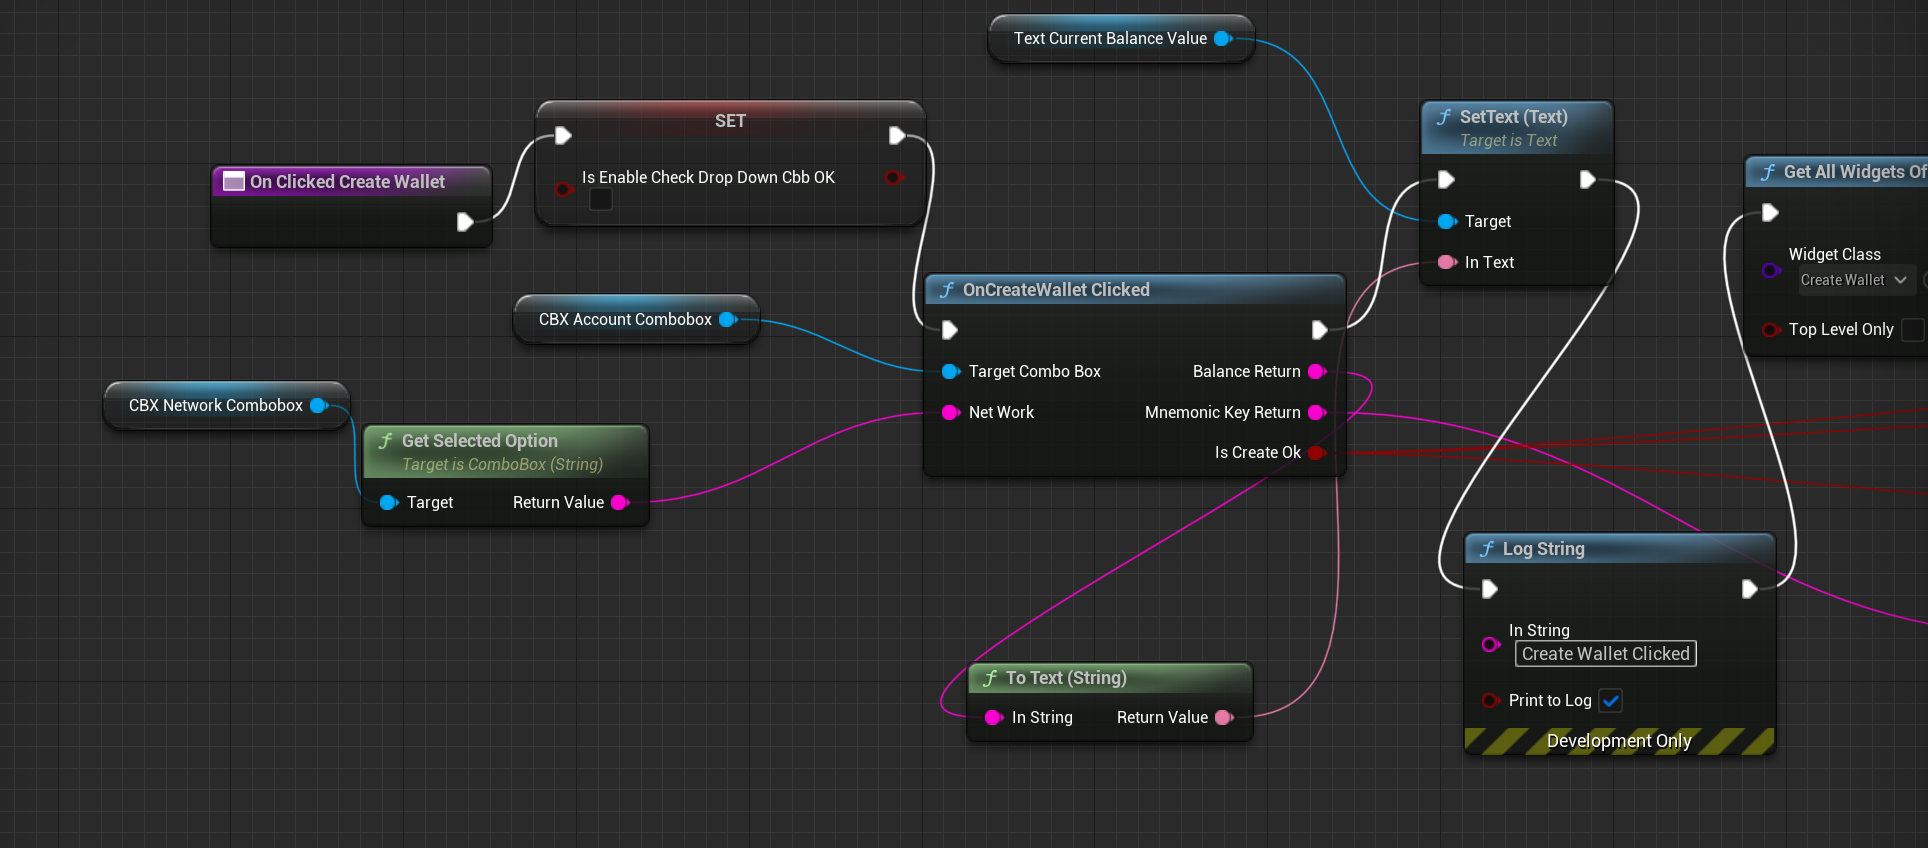 Text Current Balance Value
SET
Is Enable Check Drop Down Cbb OK
On Clicked Create Wallet
SetText (Text)
Target is Text
Target
In Text
Get All Widgets Of
Widget Class
Create Wallet
Top Level Only
CBX Account Combobox
OnCreateWallet Clicked
Target Combo Box
Balance Return
Net Work
Mnemonic Key Return
Is Create Ok
CBX Network Combobox
Get Selected Option
Target is ComboBox (String)
Target
Return Value
Log String
In String
Create Wallet Clicked
Print to Log
Development Only
To Text (String)
In String
Return Value